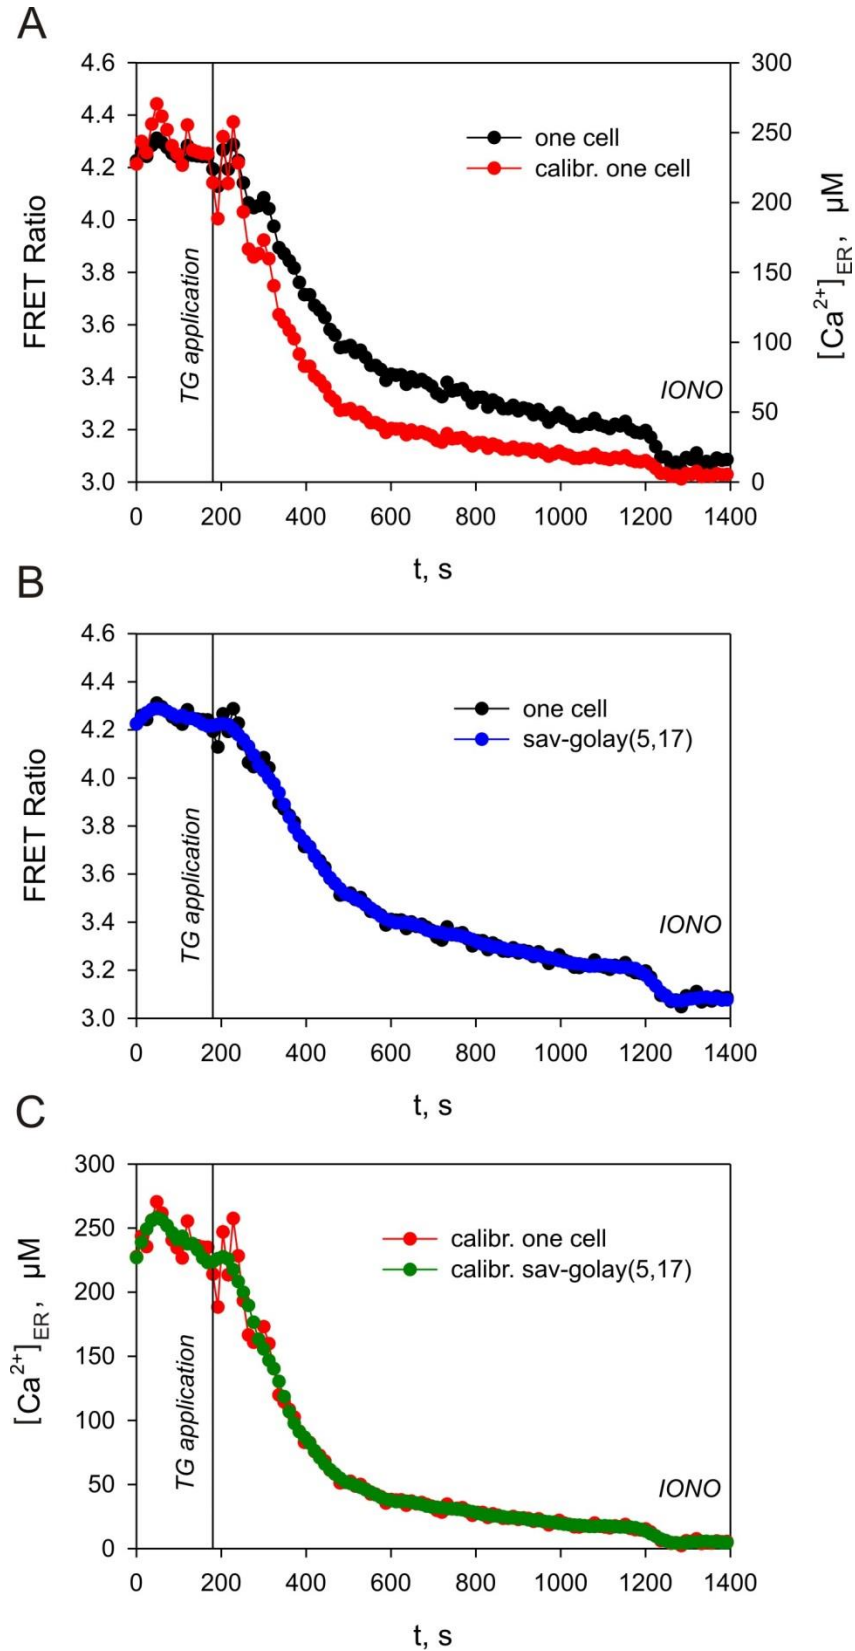 A
4.6
4.4
4.2
4.0
3.8
3.6
3.4
3.2
3.0
FRET Ratio
300
250
200
150
100
50
0
[Ca²⁺]ER, µM
one cell
calibr. one cell
TG application
IONO
0 200 400 600 800 1000 1200 1400
t, s
B
4.6
4.4
4.2
4.0
3.8
3.6
3.4
3.2
3.0
FRET Ratio
one cell
sav-golay(5,17)
TG application
IONO
0 200 400 600 800 1000 1200 1400
t, s
C
300
250
200
150
100
50
0
[Ca²⁺]ER, µM
calibr. one cell
calibr. sav-golay(5,17)
TG application
IONO
0 200 400 600 800 1000 1200 1400
t, s